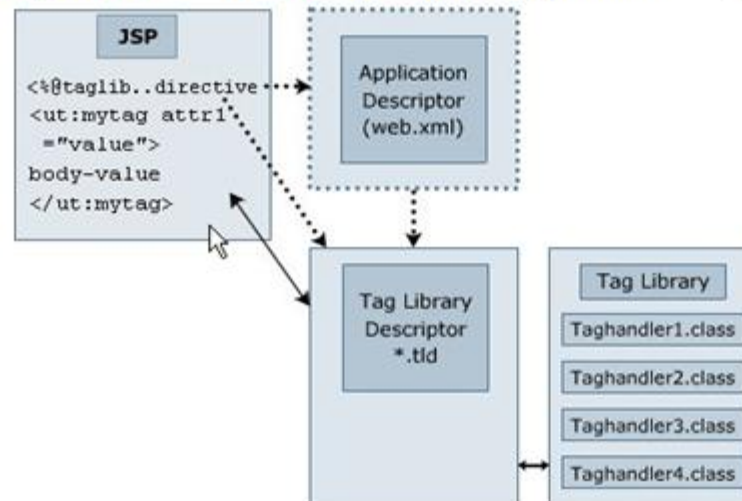 JSP
<%@taglib..directive
<ut:mytag attr1
="value">
body-value
</ut:mytag>
Application
Descriptor
(web.xml)
Tag Library
Descriptor
*.tld
Tag Library
Taghandler1.class
Taghandler2.class
Taghandler3.class
Taghandler4.class